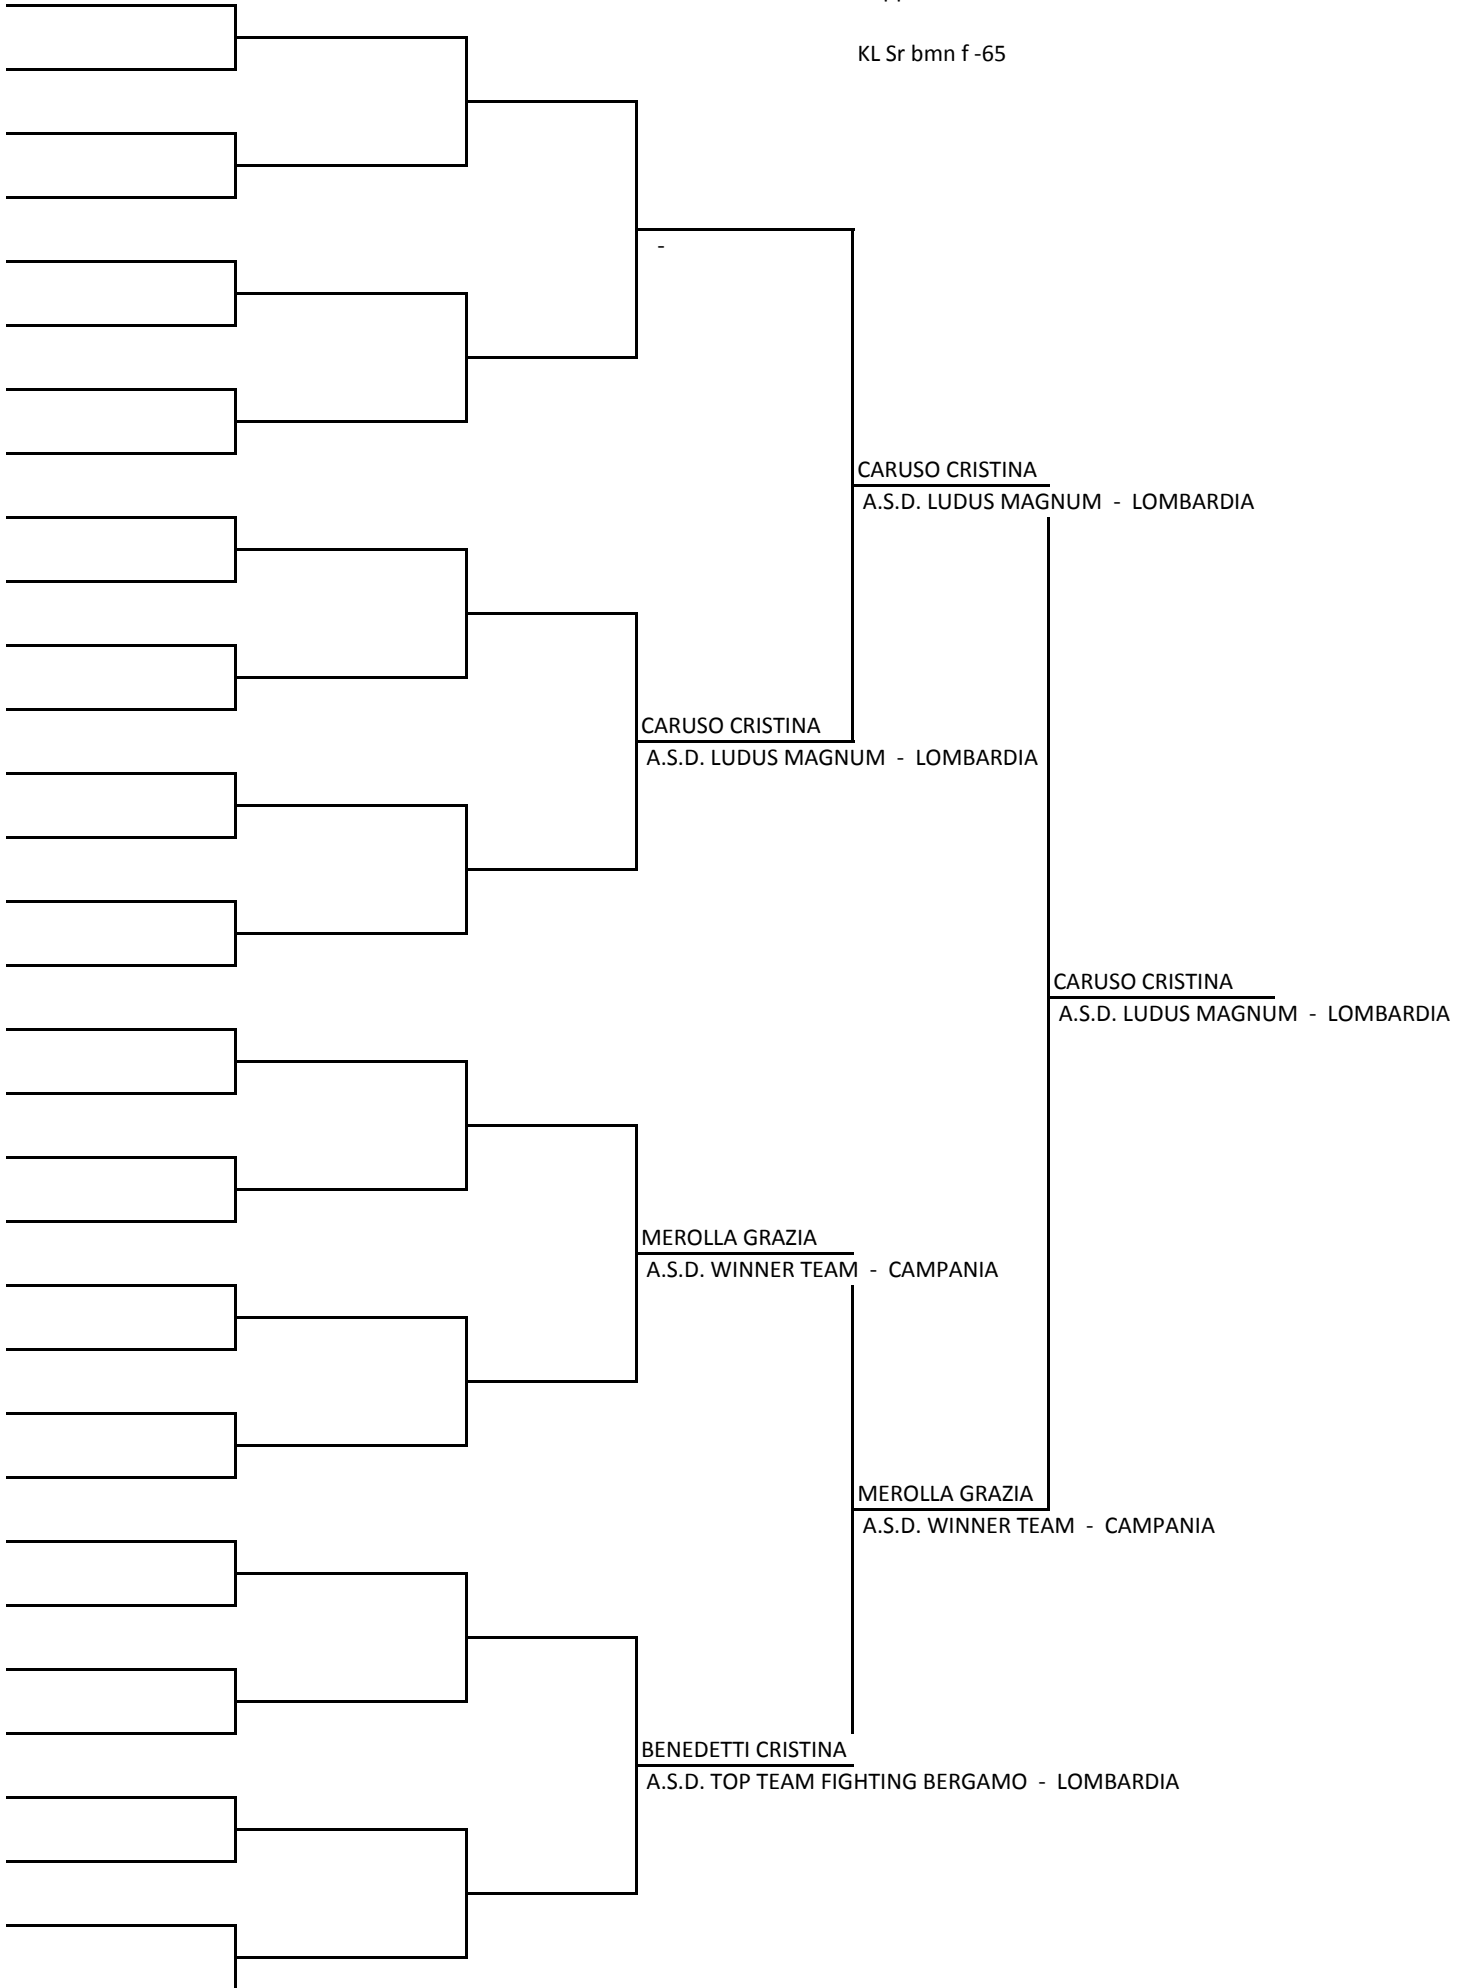 KL Sr bmn f -65
-
CARUSO CRISTINA
A.S.D. LUDUS MAGNUM - LOMBARDIA
CARUSO CRISTINA
A.S.D. LUDUS MAGNUM - LOMBARDIA
CARUSO CRISTINA
A.S.D. LUDUS MAGNUM - LOMBARDIA
MEROLLA GRAZIA
A.S.D. WINNER TEAM - CAMPANIA
MEROLLA GRAZIA
A.S.D. WINNER TEAM - CAMPANIA
BENEDETTI CRISTINA
A.S.D. TOP TEAM FIGHTING BERGAMO - LOMBARDIA